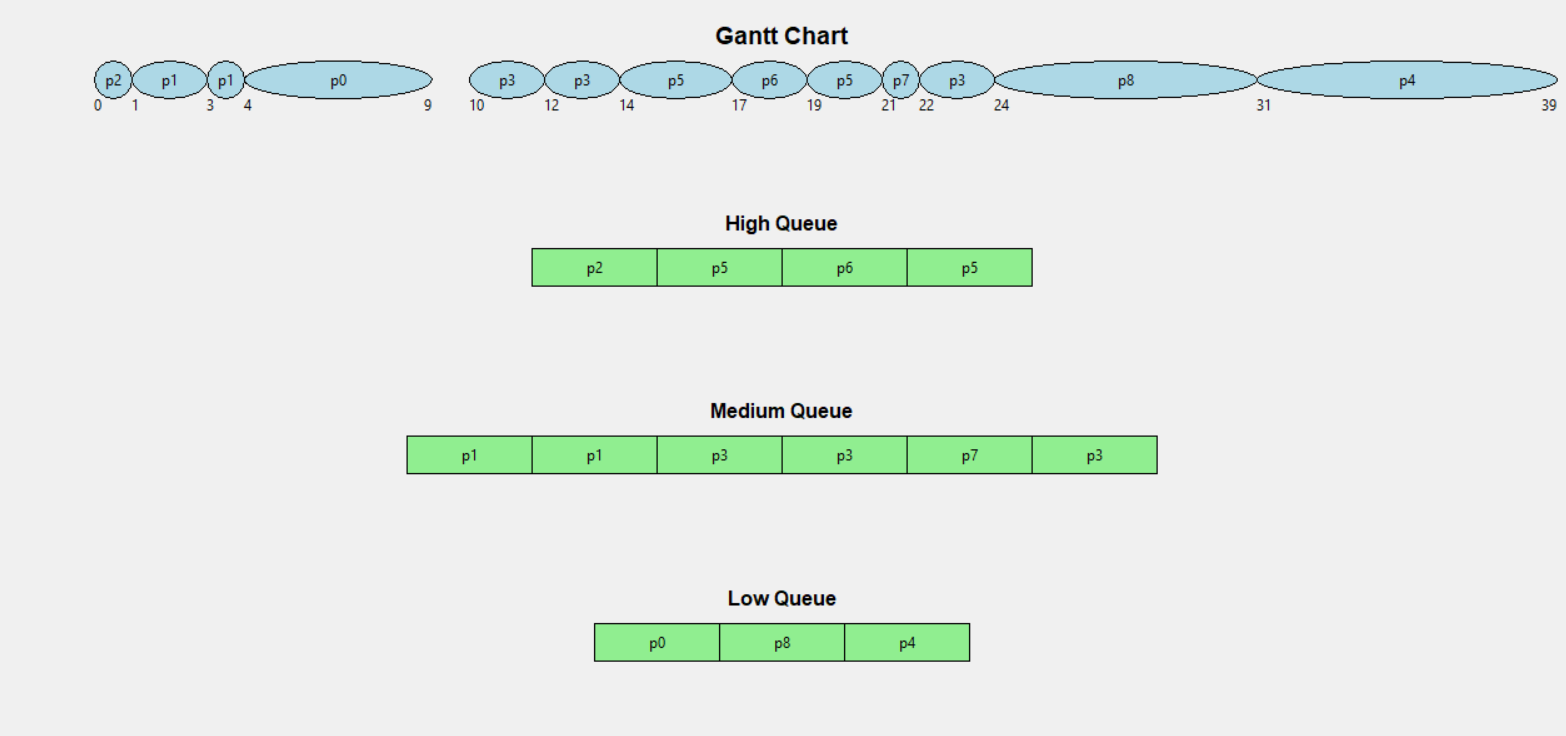 Gantt Chart
p2 p1 p1 p0 p3 p3 p5 p6 p5 p7 p3 p8 p4
0 1 3 4 9 10 12 14 17 19 21 22 24 31 39
High Queue
p2 p5 p6 p5
Medium Queue
p1 p1 p3 p3 p7 p3
Low Queue
p0 p8 p4